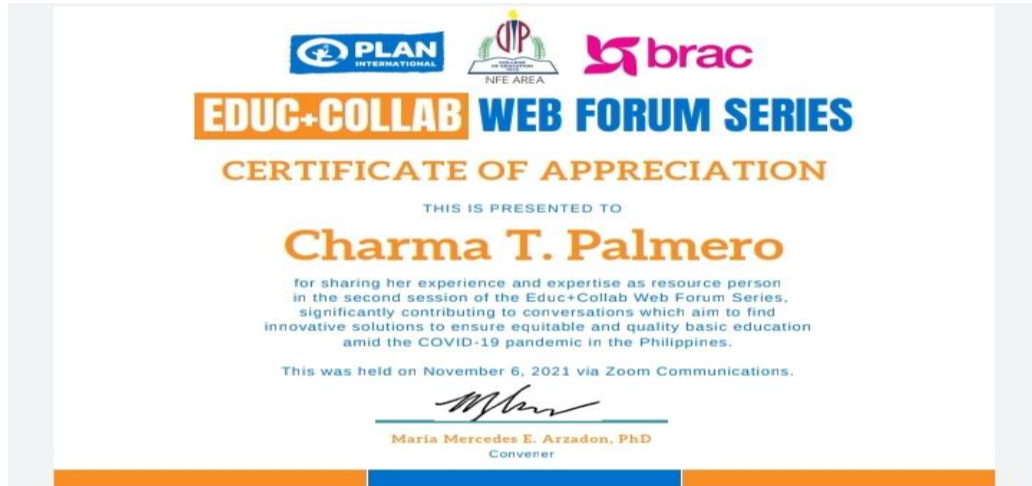 PLAN
INTERNATIONAL
UP
COLLEGE
OF EDUCATION
NFE AREA
brac
EDUC+COLLAB WEB FORUM SERIES
CERTIFICATE OF APPRECIATION
THIS IS PRESENTED TO
Charma T. Palmero
for sharing her experience and expertise as resource person
in the second session of the Educ+Collab Web Forum Series,
significantly contributing to conversations which aim to find
innovative solutions to ensure equitable and quality basic education
amid the COVID-19 pandemic in the Philippines.
This was held on November 6, 2021 via Zoom Communications.
Maria Mercedes E. Arzadon, PhD
Convener